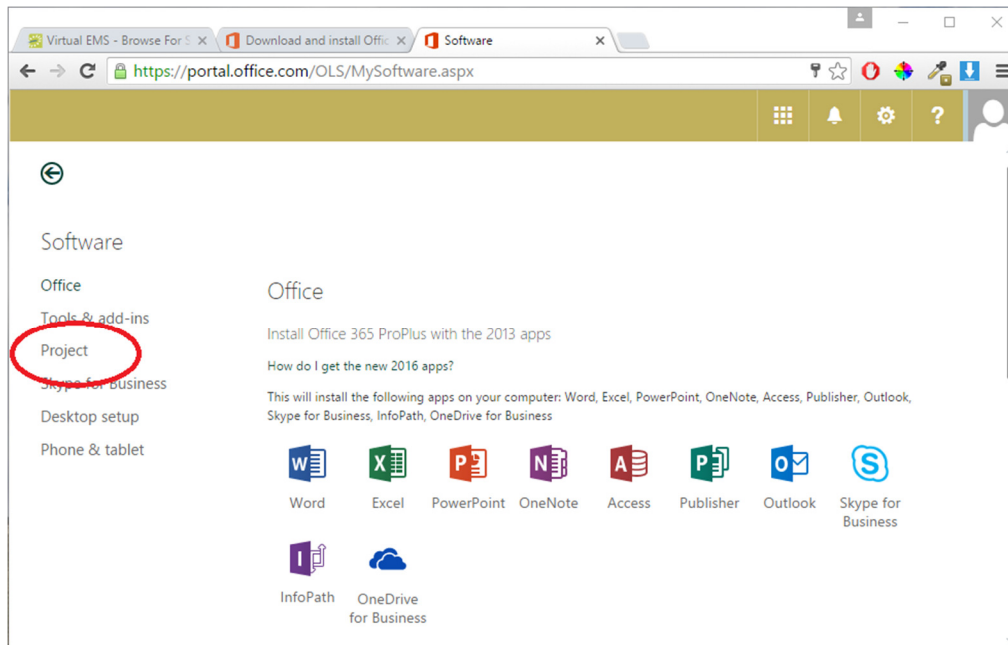 Virtual EMS - Browse For S
Download and install Offic
Software
https://portal.office.com/OLS/MySoftware.aspx
?
Software
Office
Tools & add-ins
Project
Skype for Business
Desktop setup
Phone & tablet
Office
Install Office 365 ProPlus with the 2013 apps
How do I get the new 2016 apps?
This will install the following apps on your computer: Word, Excel, PowerPoint, OneNote, Access, Publisher, Outlook,
Skype for Business, InfoPath, OneDrive for Business
Word Excel PowerPoint OneNote Access Publisher Outlook Skype for
Business
InfoPath OneDrive
for Business